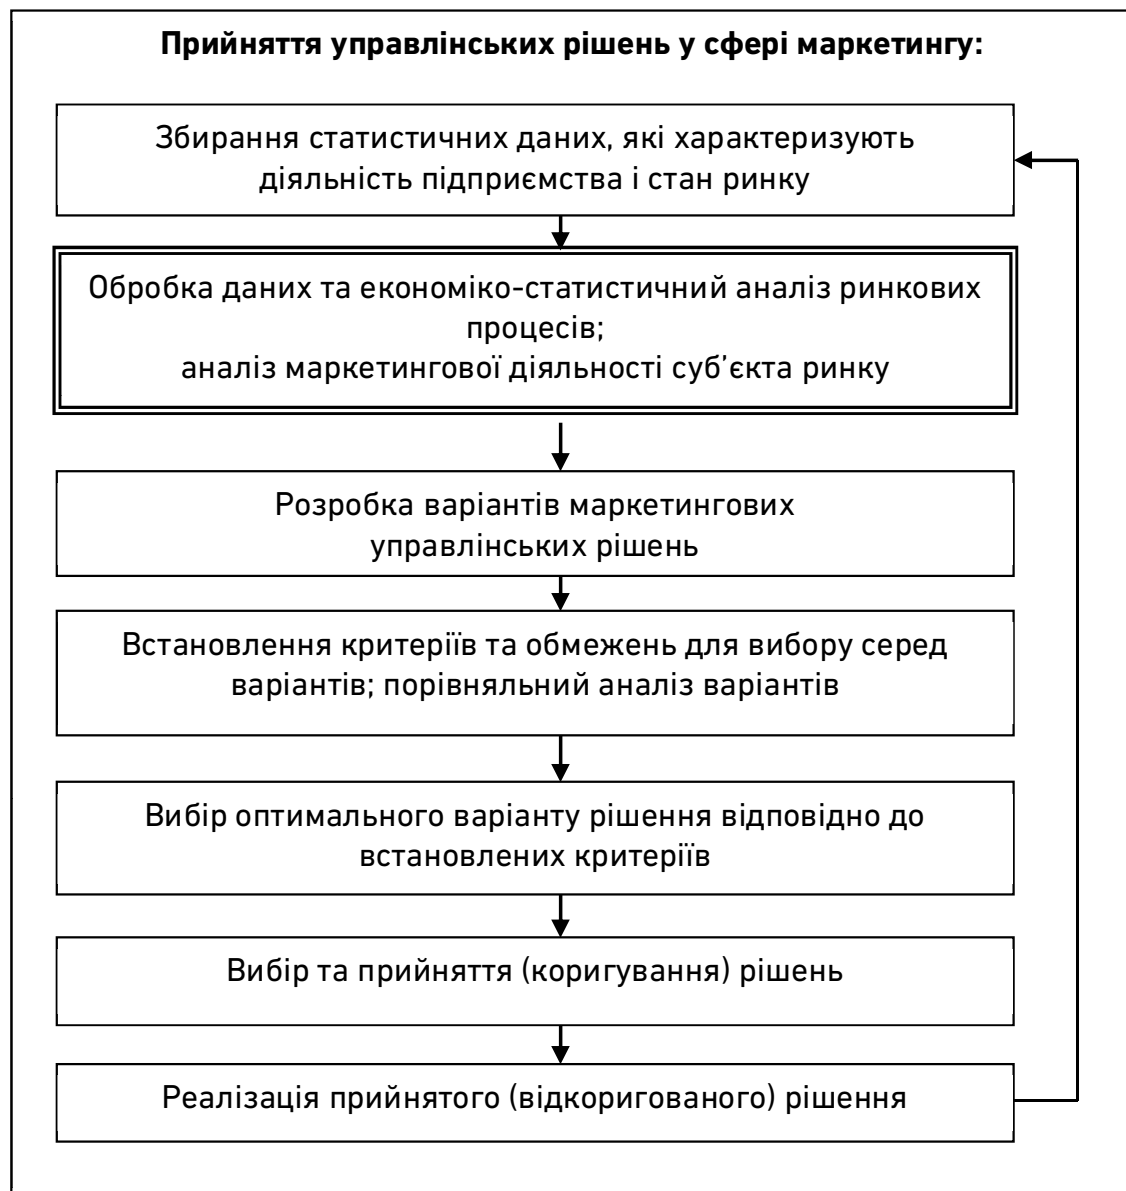 Прийняття управлінських рішень у сфері маркетингу:
Збирання статистичних даних, які характеризують
діяльність підприємства і стан ринку
Обробка даних та економіко-статистичний аналіз ринкових
процесів;
аналіз маркетингової діяльності суб’єкта ринку
Розробка варіантів маркетингових
управлінських рішень
Встановлення критеріїв та обмежень для вибору серед
варіантів; порівняльний аналіз варіантів
Вибір оптимального варіанту рішення відповідно до
встановлених критеріїв
Вибір та прийняття (коригування) рішень
Реалізація прийнятого (відкоригованого) рішення